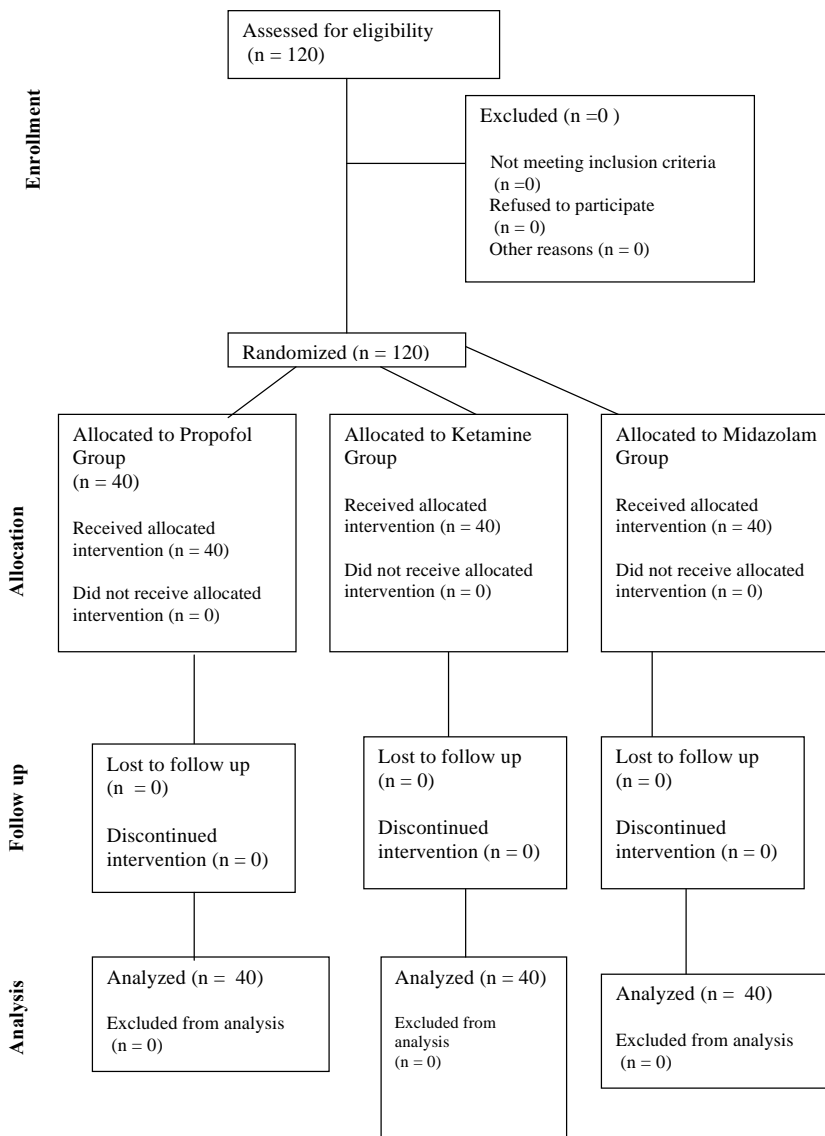 Enrollment
Assessed for eligibility
(n = 120)
Excluded (n =0 )
Not meeting inclusion criteria
(n =0)
Refused to participate
(n = 0)
Other reasons (n = 0)
Randomized (n = 120)
Allocation
Allocated to Propofol
Group
(n = 40)
Received allocated
intervention (n = 40)
Did not receive allocated
intervention (n = 0)
Allocated to Ketamine
Group
Received allocated
intervention (n = 40)
Did not receive allocated
intervention (n = 0)
Allocated to Midazolam
Group
Received allocated
intervention (n = 40)
Did not receive allocated
intervention (n = 0)
Follow up
Lost to follow up
(n = 0)
Discontinued
intervention (n = 0)
Lost to follow up
(n = 0)
Discontinued
intervention (n = 0)
Lost to follow up
(n = 0)
Discontinued
intervention (n = 0)
Analysis
Analyzed (n = 40)
Excluded from analysis
(n = 0)
Analyzed (n = 40)
Excluded from
analysis
(n = 0)
Analyzed (n = 40)
Excluded from analysis
(n = 0)